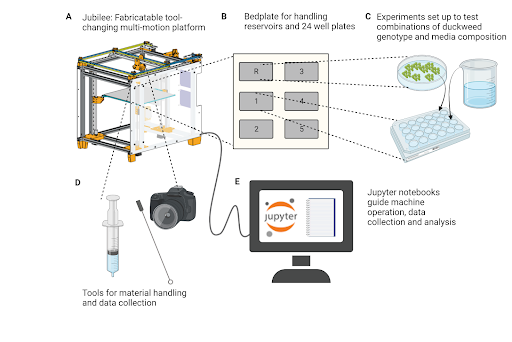 A Jubilee: Fabricatable tool-
changing multi-motion platform
B Bedplate for handling
reservoirs and 24 well plates
C Experiments set up to test
combinations of duckweed
genotype and media composition
R 3
1 4
2 5
D
Tools for material handling
and data collection
E
jupyter
Jupyter notebooks
guide machine
operation, data
collection and analysis